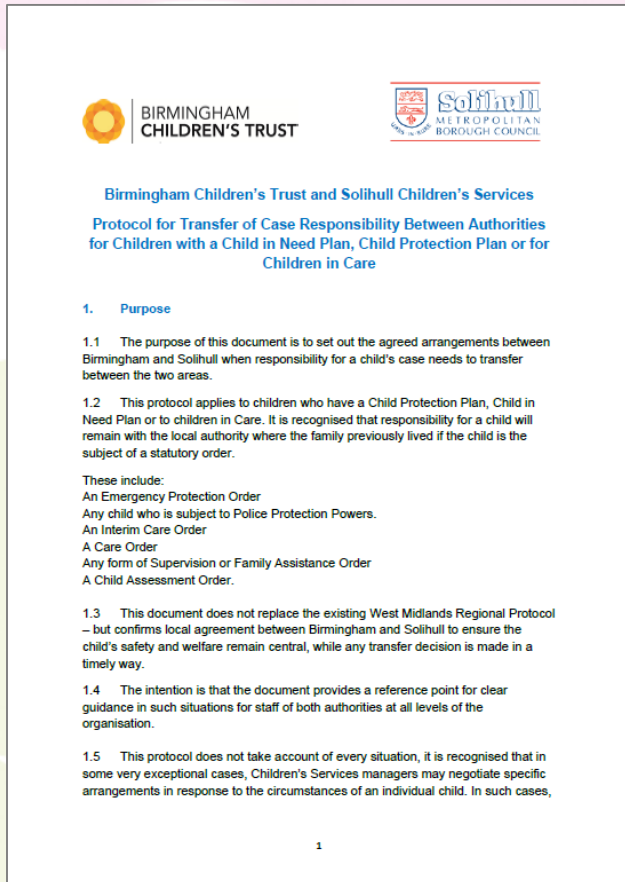 BIRMINGHAM
CHILDREN'S TRUST
Solihull
METROPOLITAN
BOROUGH COUNCIL
URBS IN RURE
Birmingham Children's Trust and Solihull Children's Services
Protocol for Transfer of Case Responsibility Between Authorities
for Children with a Child in Need Plan, Child Protection Plan or for
Children in Care
1. Purpose
1.1 The purpose of this document is to set out the agreed arrangements between
Birmingham and Solihull when responsibility for a child's case needs to transfer
between the two areas.
1.2 This protocol applies to children who have a Child Protection Plan, Child in
Need Plan or to children in Care. It is recognised that responsibility for a child will
remain with the local authority where the family previously lived if the child is the
subject of a statutory order.
These include:
An Emergency Protection Order
Any child who is subject to Police Protection Powers.
An Interim Care Order
A Care Order
Any form of Supervision or Family Assistance Order
A Child Assessment Order.
1.3 This document does not replace the existing West Midlands Regional Protocol
– but confirms local agreement between Birmingham and Solihull to ensure the
child's safety and welfare remain central, while any transfer decision is made in a
timely way.
1.4 The intention is that the document provides a reference point for clear
guidance in such situations for staff of both authorities at all levels of the
organisation.
1.5 This protocol does not take account of every situation, it is recognised that in
some very exceptional cases, Children's Services managers may negotiate specific
arrangements in response to the circumstances of an individual child. In such cases,
1